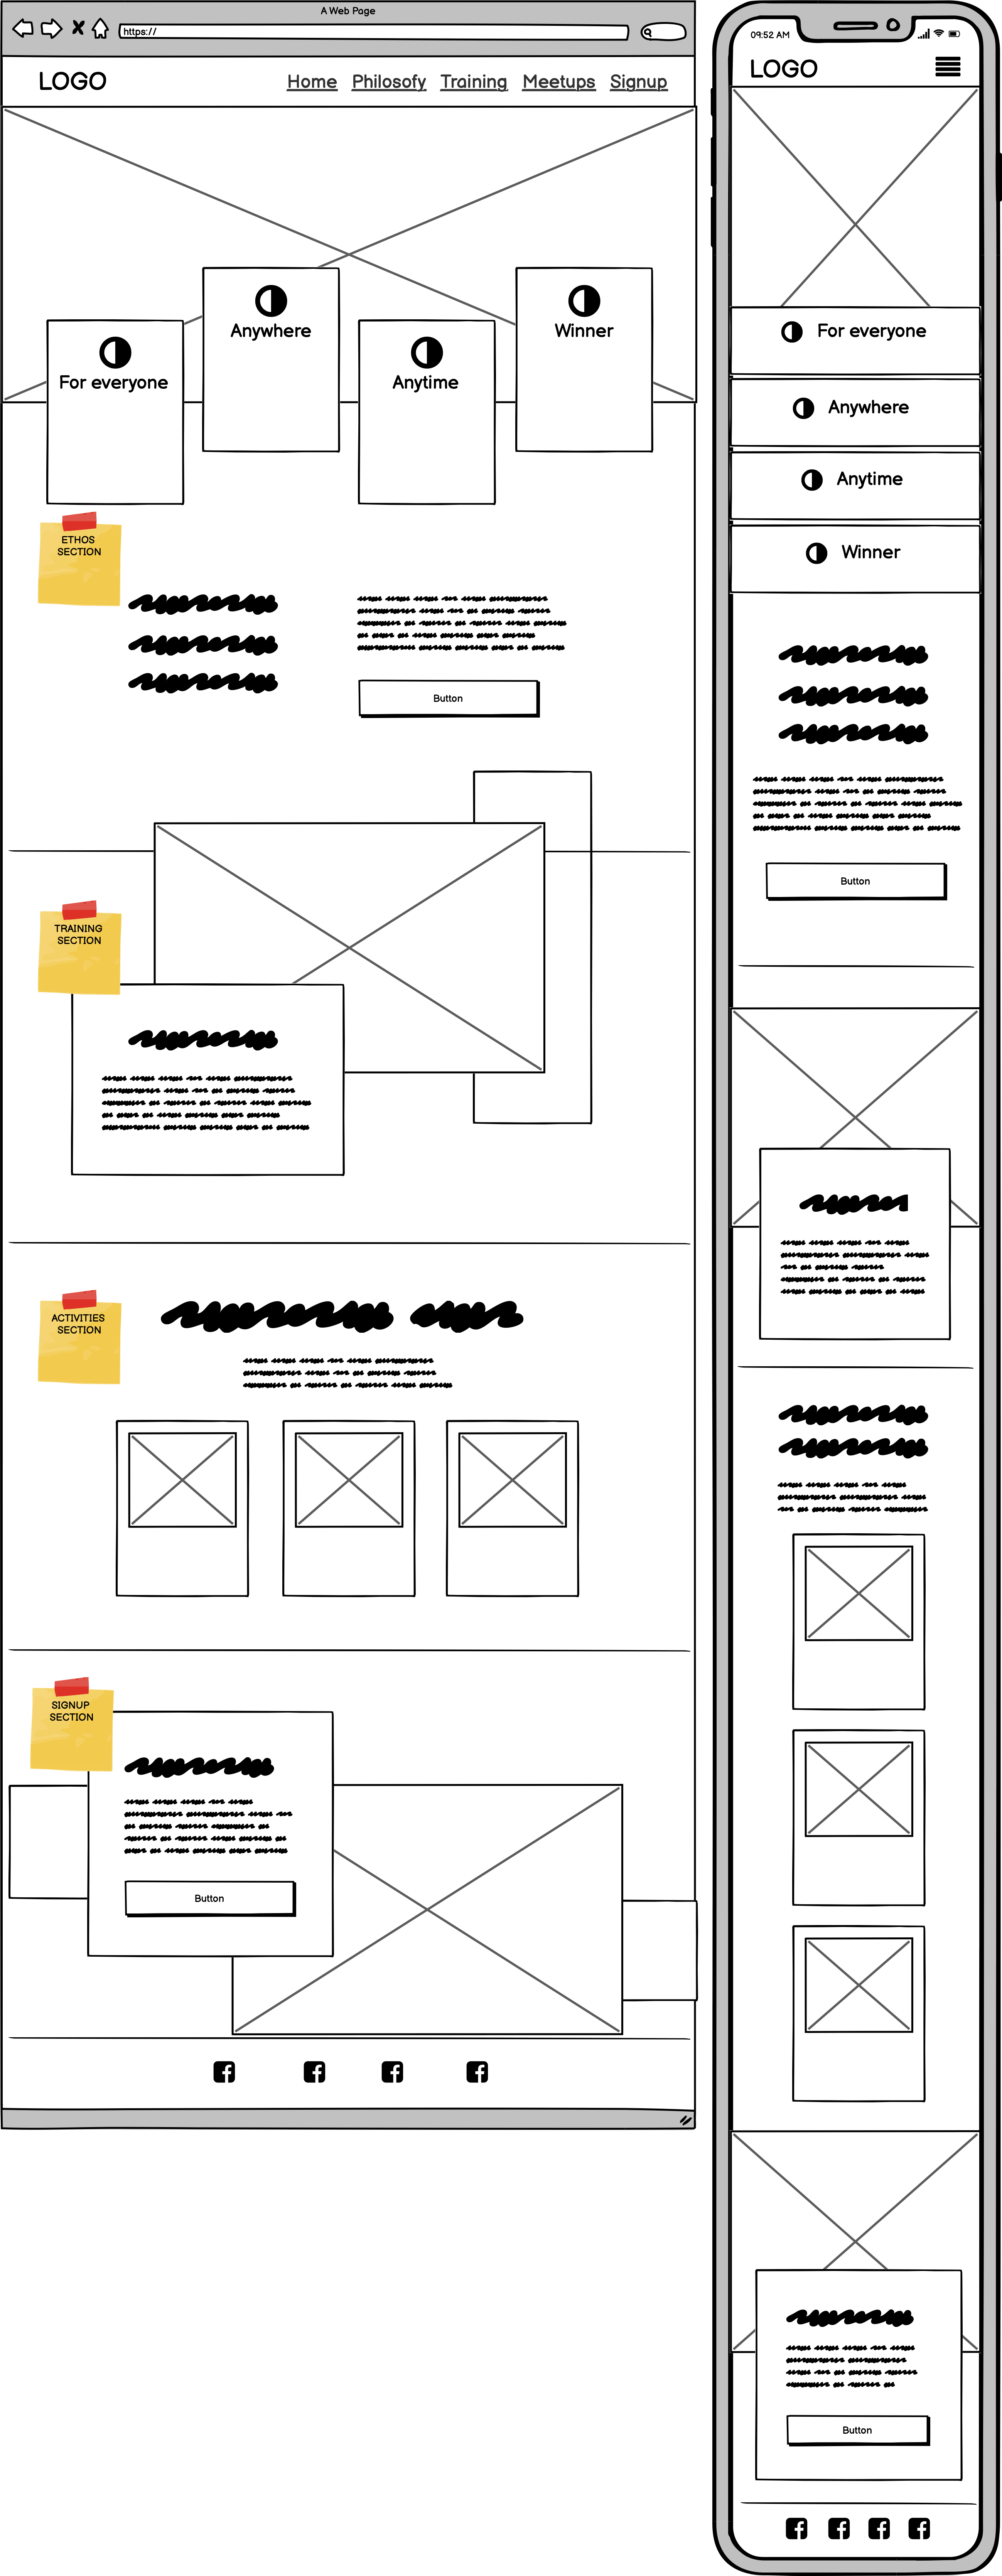 A Web Page
https://
LOGO
Home Philosofy Training Meetups Signup
Anywhere
Winner
For everyone
Anytime
ETHOS
SECTION
Button
TRAINING
SECTION
ACTIVITIES
SECTION
SIGNUP
SECTION
Button
09:52 AM
LOGO
For everyone
Anywhere
Anytime
Winner
Button
Button